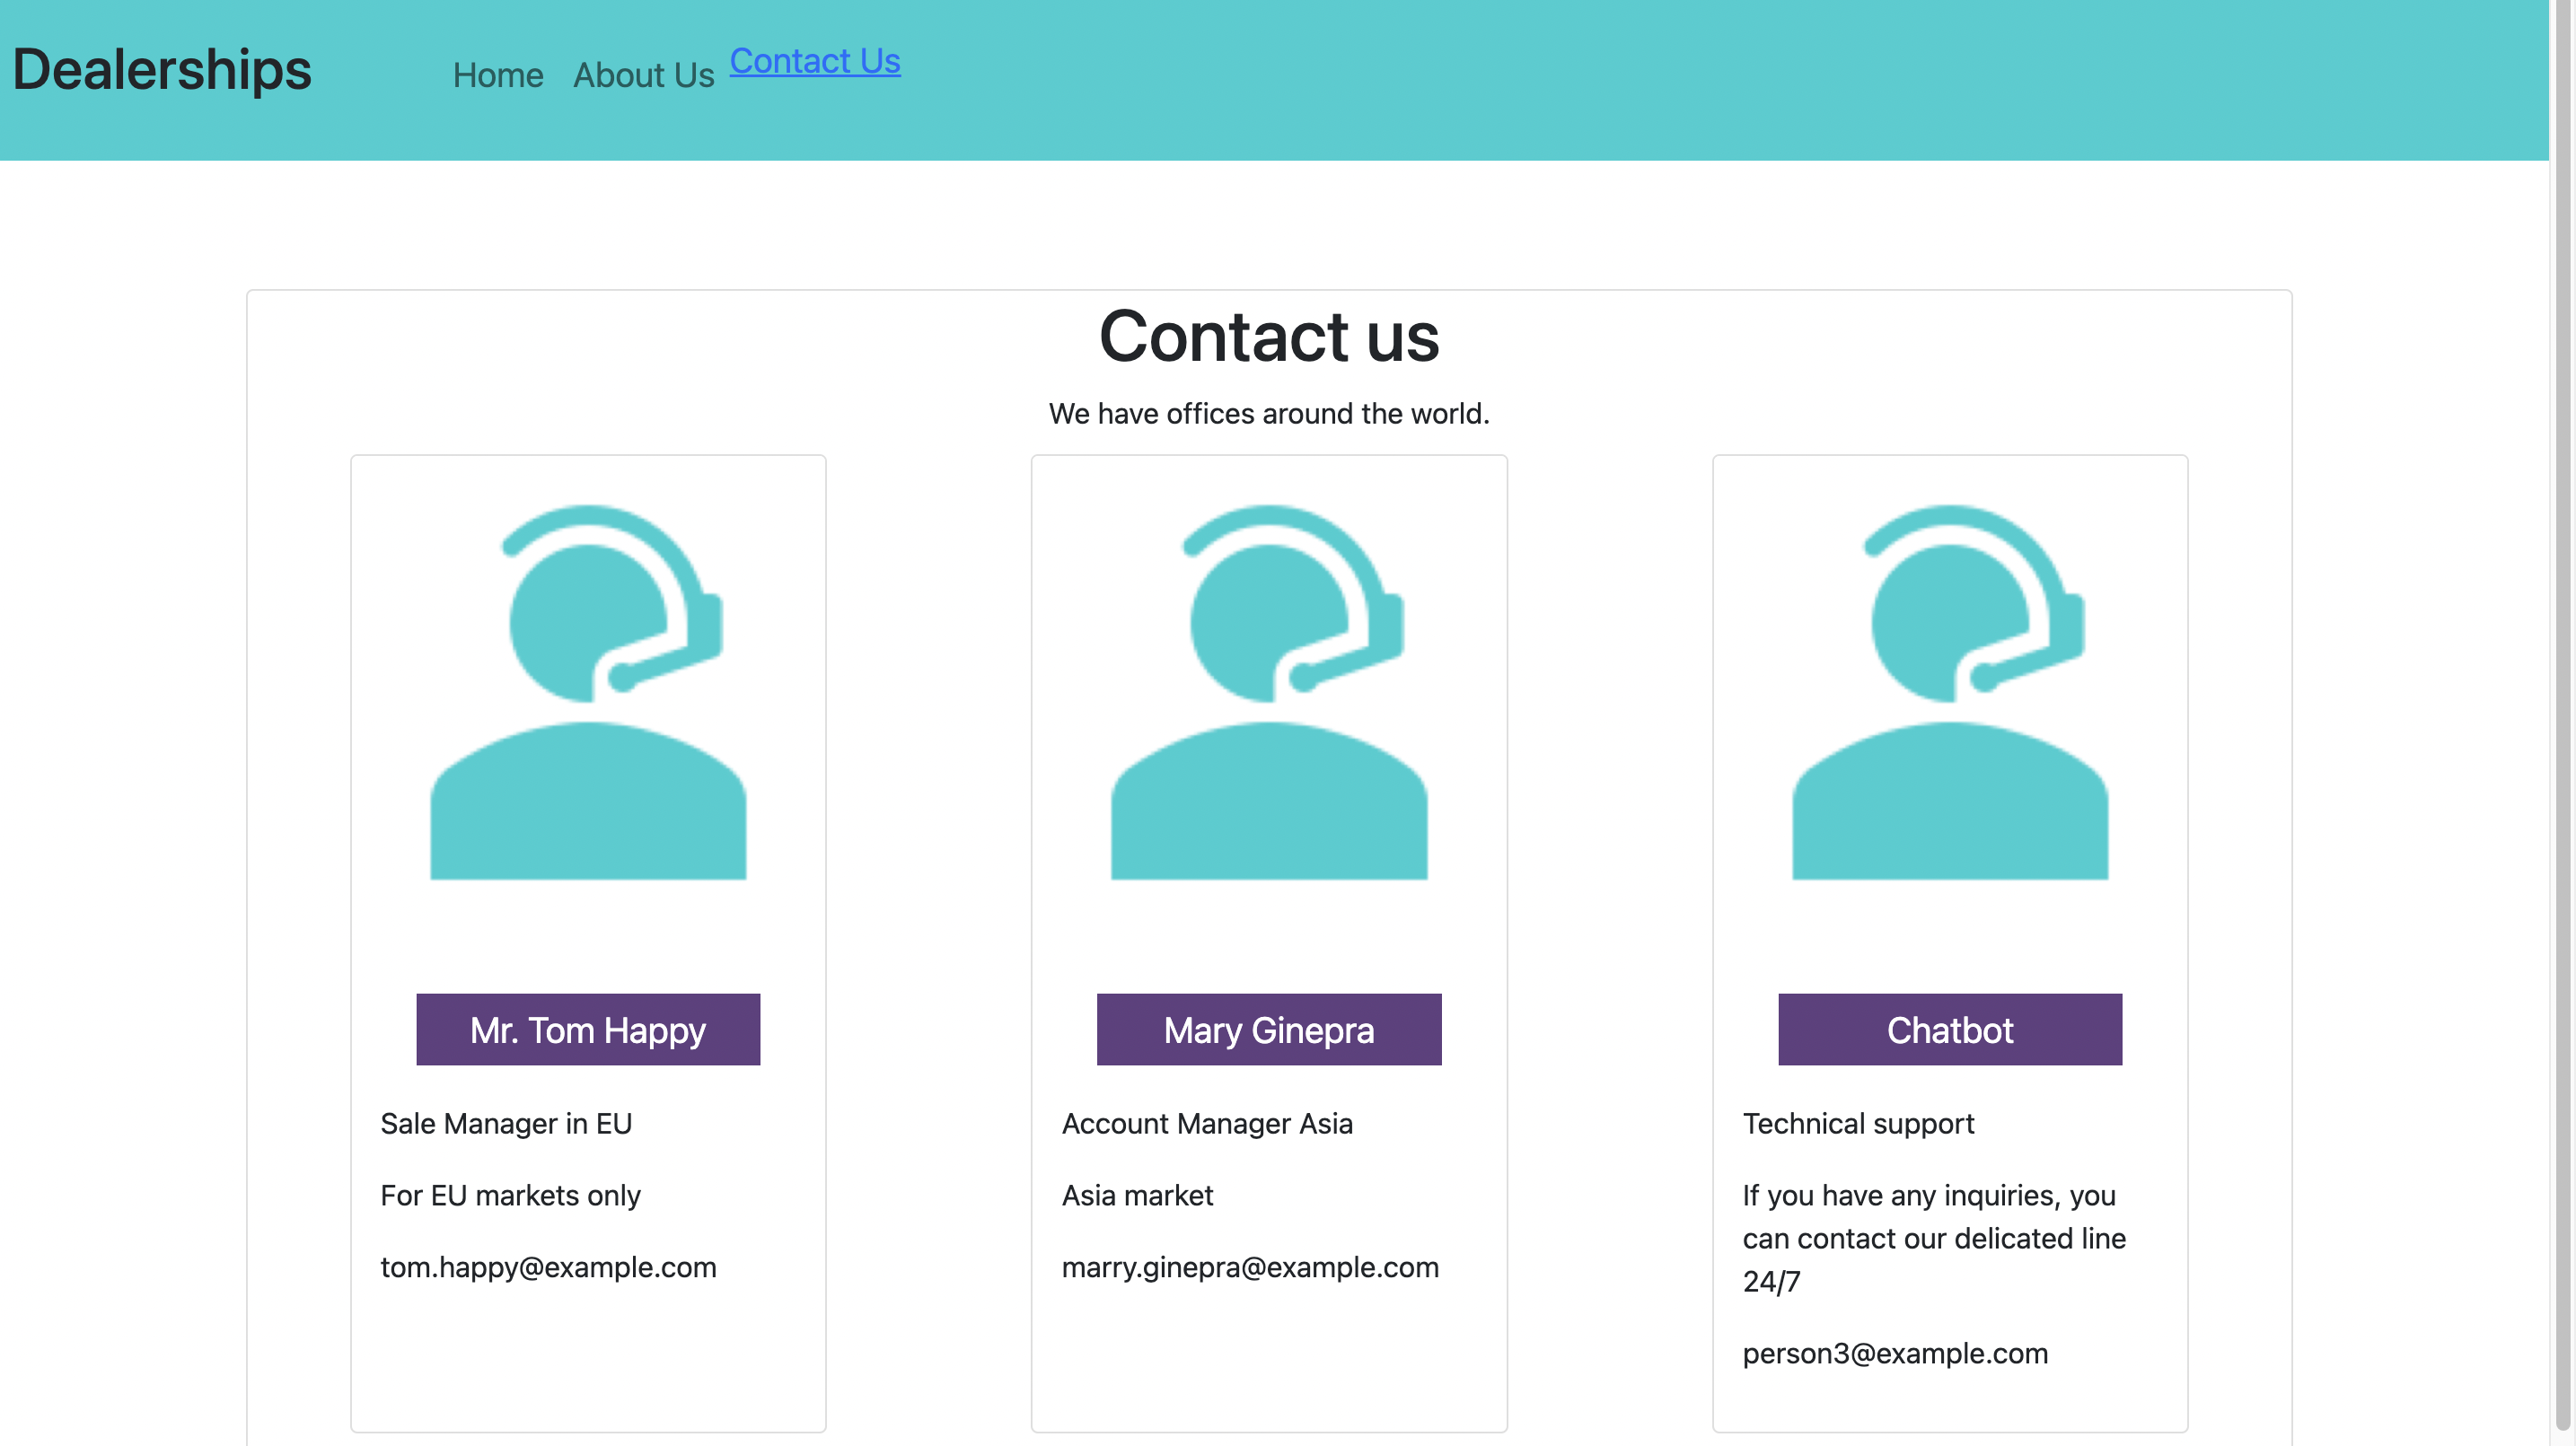 Dealerships
Home
About Us
Contact Us
Contact us
We have offices around the world.
Mr. Tom Happy
Sale Manager in EU
For EU markets only
tom.happy@example.com
Mary Ginepra
Account Manager Asia
Asia market
marry.ginepra@example.com
Chatbot
Technical support
If you have any inquiries, you
can contact our delicated line
24/7
person3@example.com